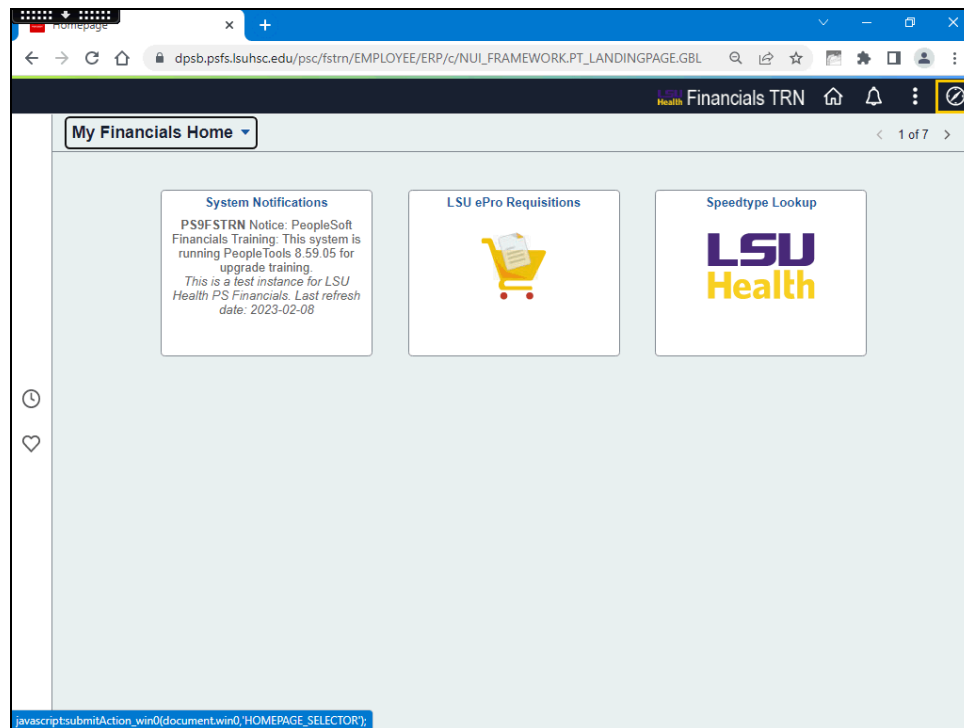 Homepage
dpsb.psfs.lsuhsc.edu/psc/fstrn/EMPLOYEE/ERP/c/NUI_FRAMEWORK.PT_LANDINGPAGE.GBL
LSU Health Financials TRN
My Financials Home
1 of 7
System Notifications
PS9FSTRN Notice: PeopleSoft
Financials Training: This system is
running PeopleTools 8.59.05 for
upgrade training.
This is a test instance for LSU
Health PS Financials. Last refresh
date: 2023-02-08
LSU ePro Requisitions
Speedtype Lookup
LSU
Health
javascript:submitAction_win0(document.win0,'HOMEPAGE_SELECTOR');